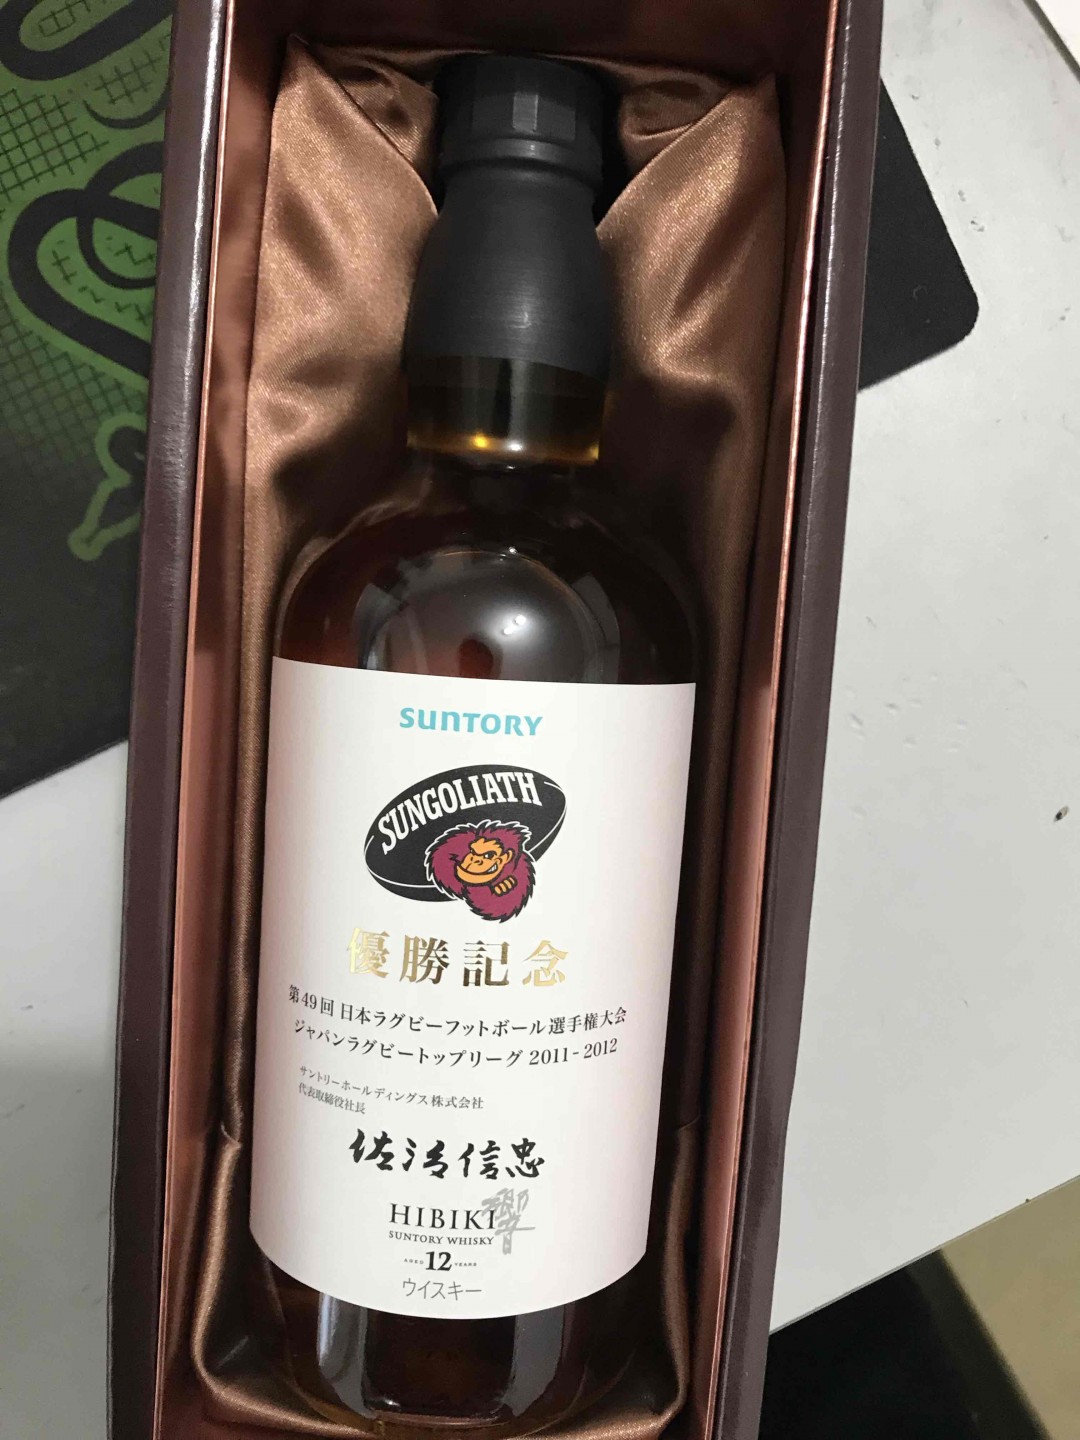 SUNTORY
SUNGOLIATH
優勝記念
第49回 日本ラグビーフットボール選手権大会
ジャパンラグビートップリーグ 2011-2012
サントリーホールディングス株式会社
代表取締役社長
佐治信忠
HIBIKI
響
SUNTORY WHISKY
AGED 12 YEARS
ウイスキー